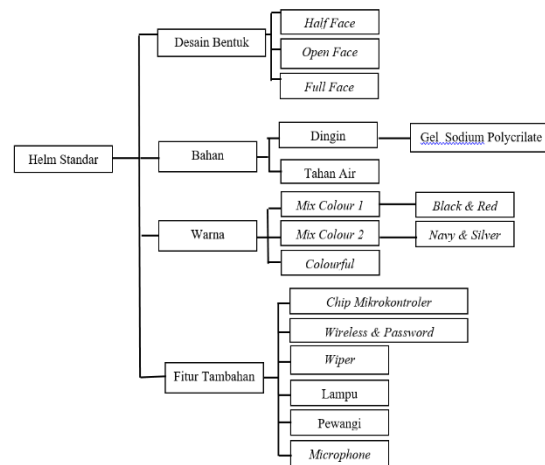 Helm Standar
Desain Bentuk
Half Face
Open Face
Full Face
Bahan
Dingin
Gel Sodium Polycrilate
Tahan Air
Warna
Mix Colour 1
Black & Red
Mix Colour 2
Navy & Silver
Colourful
Fitur Tambahan
Chip Mikrokontroler
Wireless & Password
Wiper
Lampu
Pewangi
Microphone